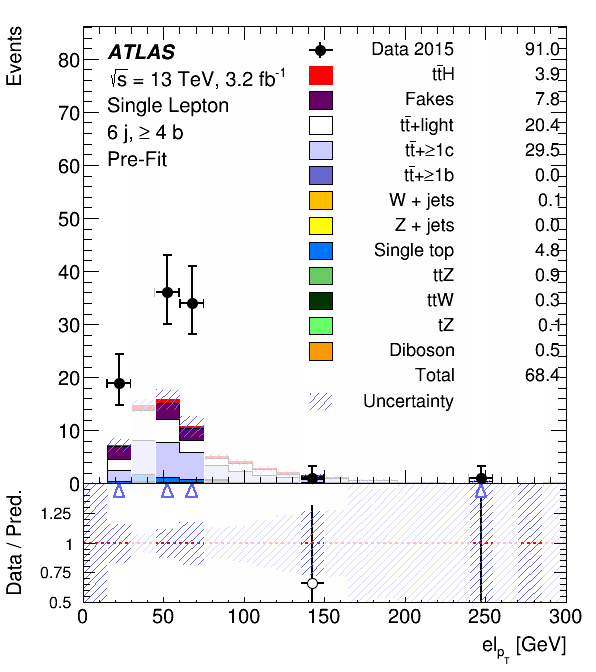 Events
ATLAS
√s = 13 TeV, 3.2 fb⁻¹
Single Lepton
6 j, ≥ 4 b
Pre-Fit
Data 2015 91.0
tt̄H 3.9
Fakes 7.8
tt̄+light 20.4
tt̄+≥1c 29.5
tt̄+≥1b 0.0
W + jets 0.1
Z + jets 0.0
Single top 4.8
ttZ 0.9
ttW 0.3
tZ 0.1
Diboson 0.5
Total 68.4
Uncertainty
80
70
60
50
40
30
20
10
0
Data / Pred.
1.25
1
0.75
0.5
0 50 100 150 200 250 300
el_pT [GeV]